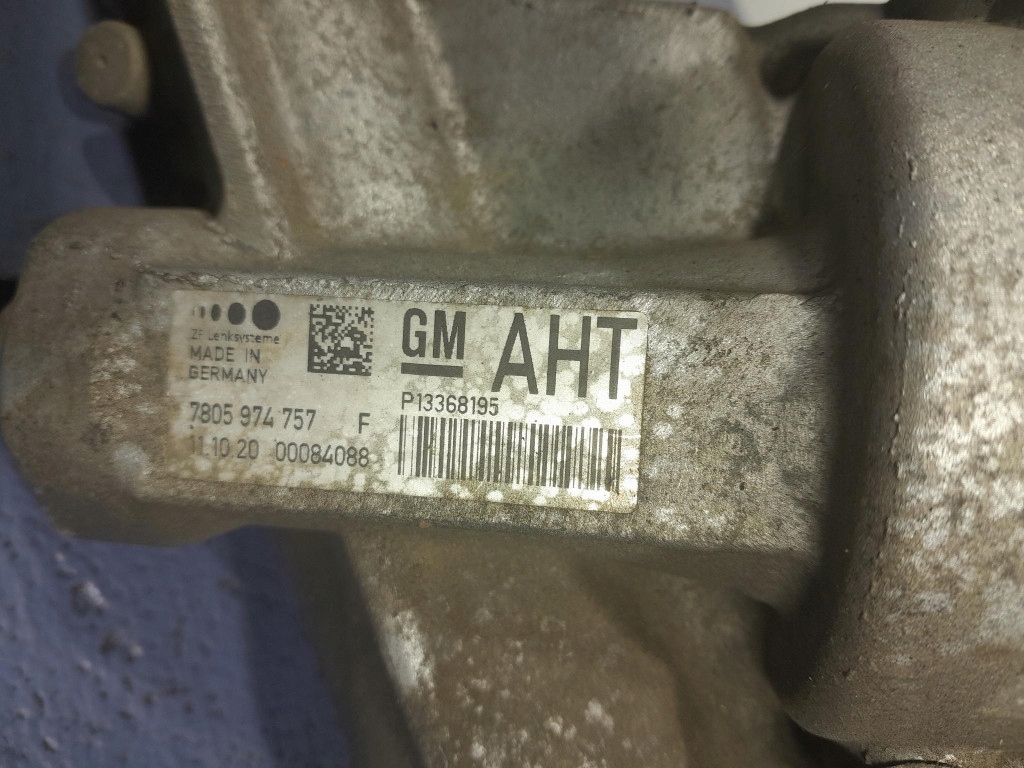 ZF Lenksysteme
MADE IN
GERMANY
7805 974 757 F
11.10.20 00084088
GM AHT
P13368195